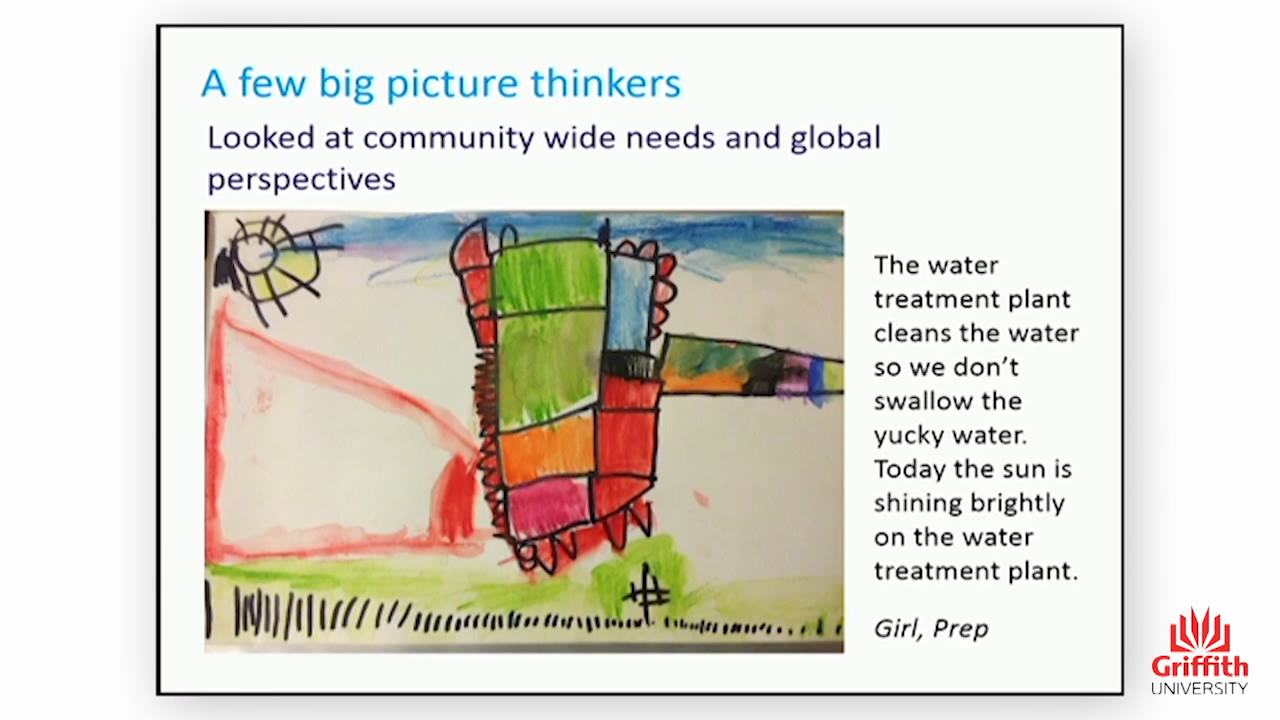 A few big picture thinkers
Looked at community wide needs and global
perspectives
The water
treatment plant
cleans the water
so we don't
swallow the
yucky water.
Today the sun is
shining brightly
on the water
treatment plant.
Girl, Prep
Griffith
UNIVERSITY